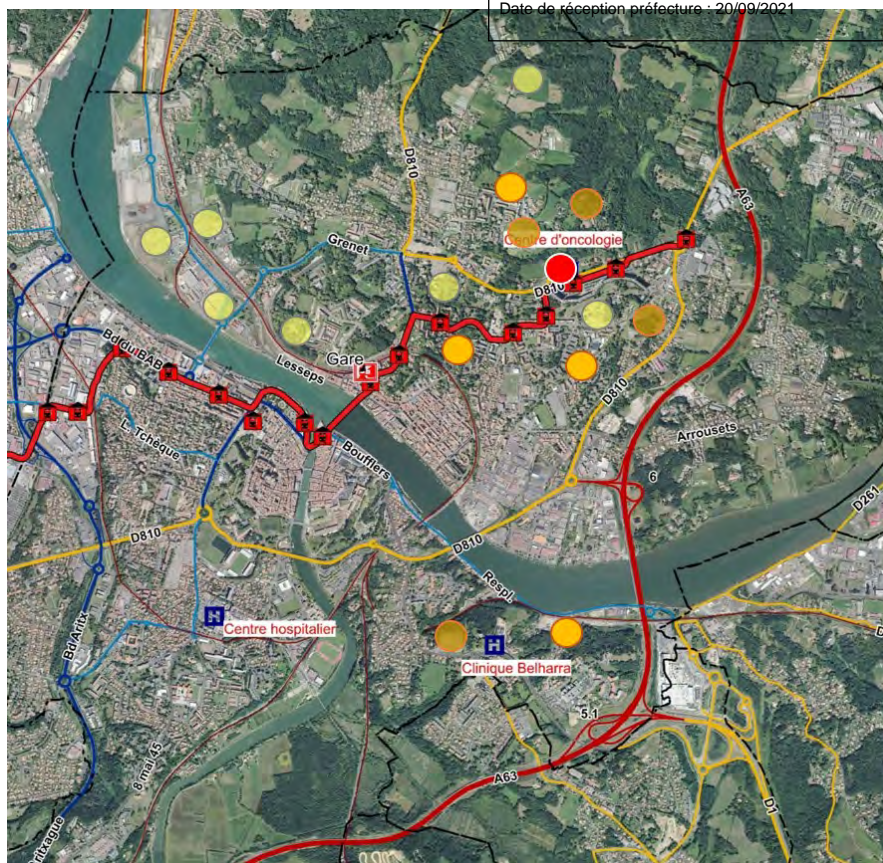 Date de réception préfecture : 20/09/2021
D810
A63
Grenet
Centre d'oncologie
D810
Lesseps
Gare
Bd du BAB
L. Tchèque
Boufflers
D810
Arrousets
6
D261
D810
D810
Respl.
Bd Aritx
H
Centre hospitalier
H
Clinique Belharra
5.1
8 mai 45
A63
D1